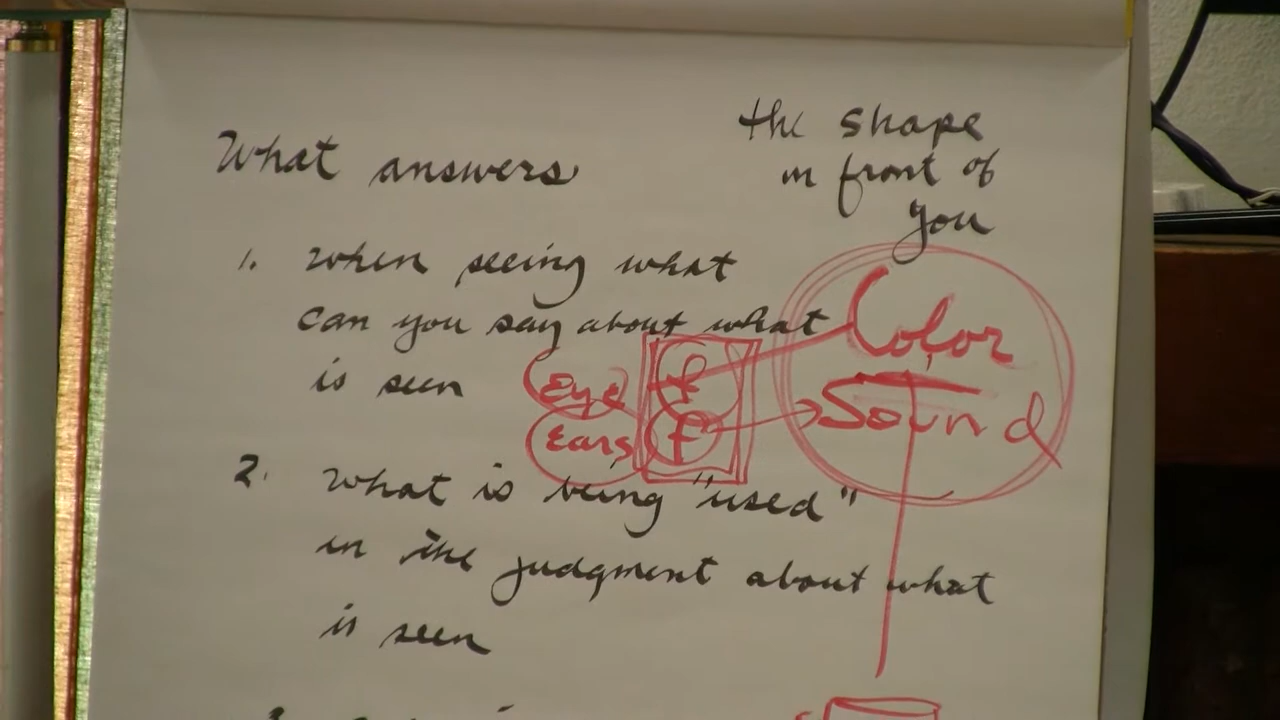 the shape
in front of
you
What answers
1. When seeing what
can you say about what
is seen
Color
Eye f
Sound
Ears f
2. What is being "used"
in the judgment about what
is seen